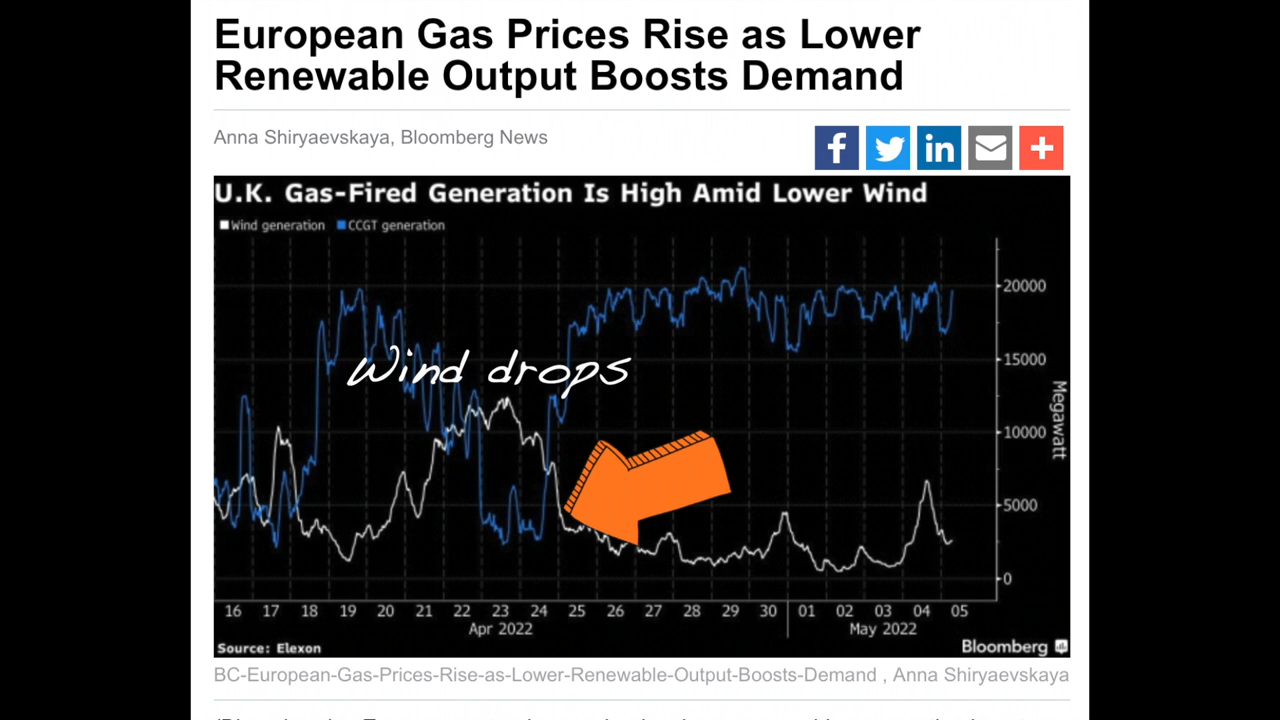 European Gas Prices Rise as Lower
Renewable Output Boosts Demand
Anna Shiryaevskaya, Bloomberg News
U.K. Gas-Fired Generation Is High Amid Lower Wind
Wind generation CCGT generation
20000
Wind drops
15000
Megawatt
10000
5000
0
16 17 18 19 20 21 22 23 24 25 26 27 28 29 30 01 02 03 04 05
Apr 2022 May 2022
Source: Elexon Bloomberg
BC-European-Gas-Prices-Rise-as-Lower-Renewable-Output-Boosts-Demand , Anna Shiryaevskaya